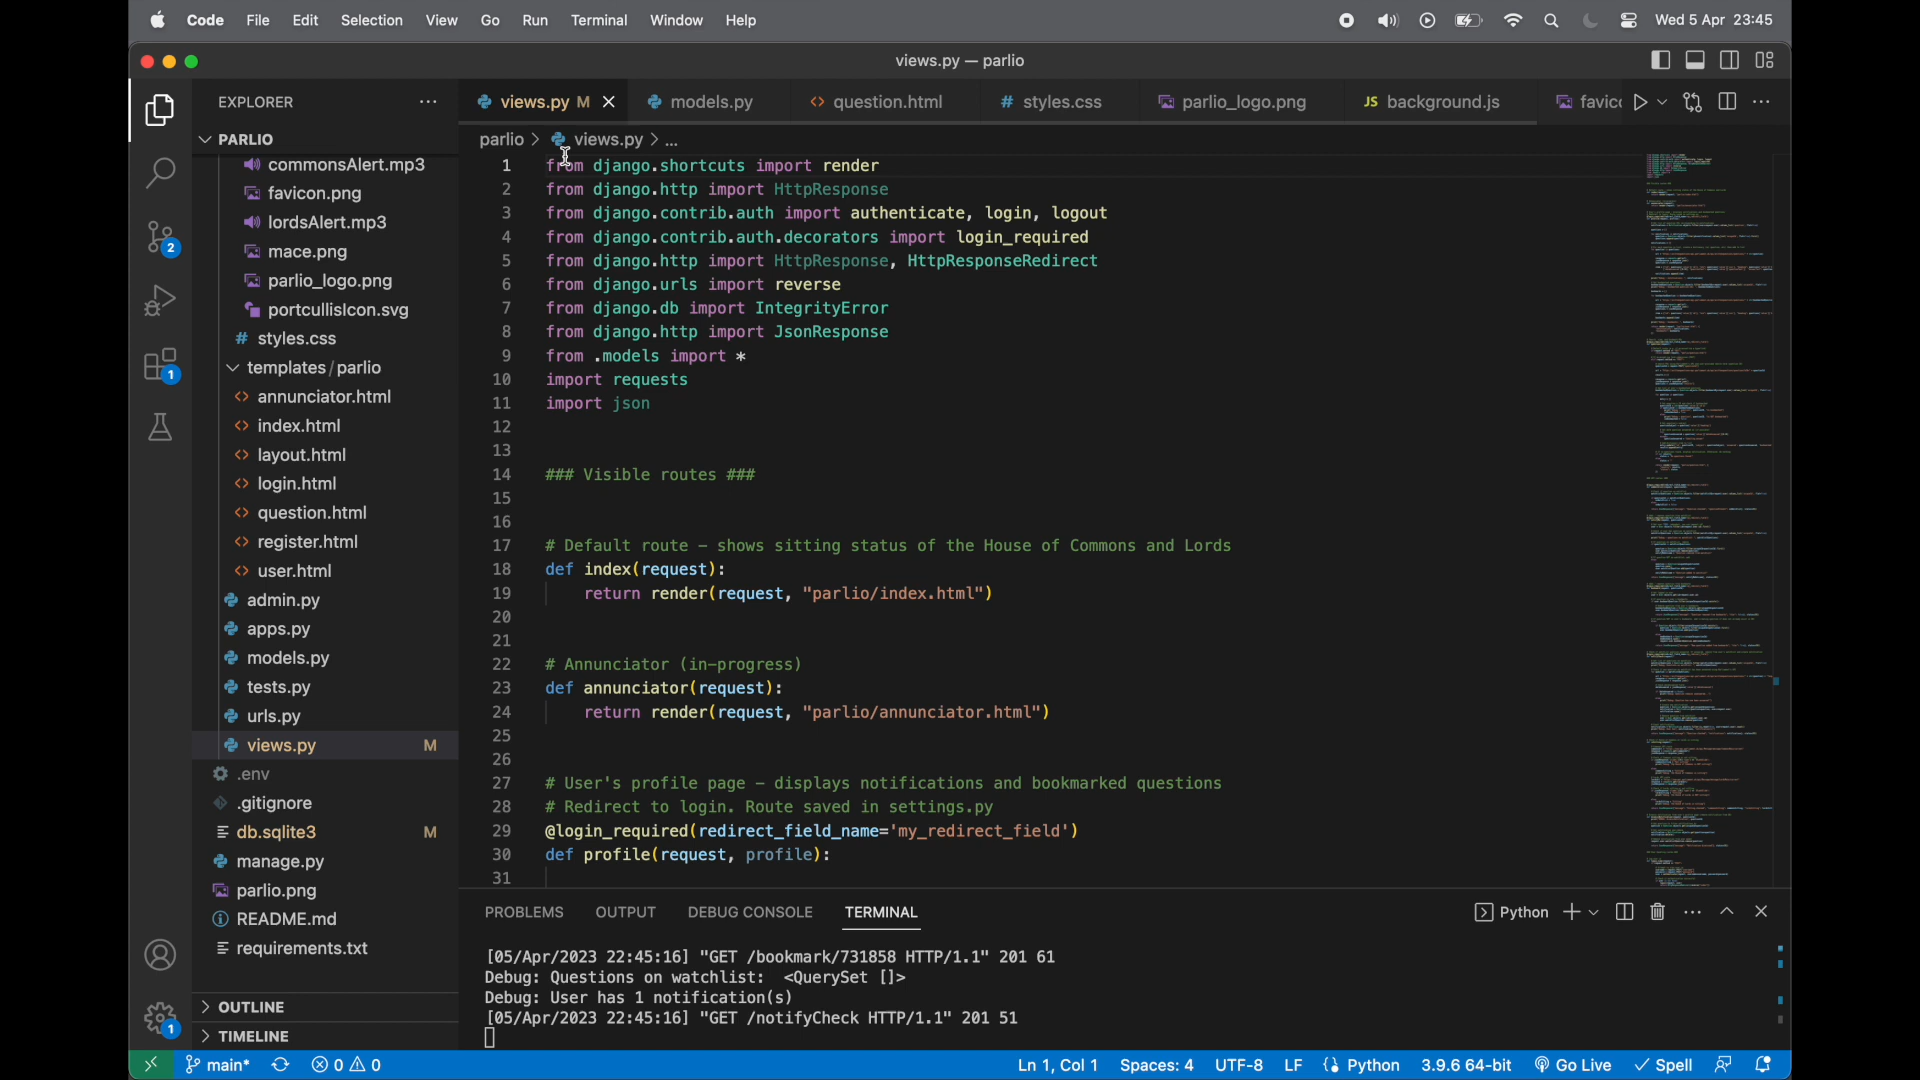 Code File Edit Selection View Go Run Terminal Window Help Wed 5 Apr 23:45
views.py — parlio
EXPLORER
PARLIO
commonsAlert.mp3
favicon.png
lordsAlert.mp3
mace.png
parlio_logo.png
portcullisIcon.svg
# styles.css
templates/parlio
<> annunciator.html
<> index.html
<> layout.html
<> login.html
<> question.html
<> register.html
<> user.html
admin.py
apps.py
models.py
tests.py
urls.py
views.py M
.env
.gitignore
db.sqlite3 M
manage.py
parlio.png
README.md
requirements.txt
OUTLINE
TIMELINE
2
1
1
views.py M models.py <> question.html # styles.css parlio_logo.png JS background.js favic
parlio > views.py > ...
1 from django.shortcuts import render
2 from django.http import HttpResponse
3 from django.contrib.auth import authenticate, login, logout
4 from django.contrib.auth.decorators import login_required
5 from django.http import HttpResponse, HttpResponseRedirect
6 from django.urls import reverse
7 from django.db import IntegrityError
8 from django.http import JsonResponse
9 from .models import *
10 import requests
11 import json
12
13
14 ### Visible routes ###
15
16
17 # Default route – shows sitting status of the House of Commons and Lords
18 def index(request):
19 return render(request, "parlio/index.html")
20
21
22 # Annunciator (in-progress)
23 def annunciator(request):
24 return render(request, "parlio/annunciator.html")
25
26
27 # User's profile page – displays notifications and bookmarked questions
28 # Redirect to login. Route saved in settings.py
29 @login_required(redirect_field_name='my_redirect_field')
30 def profile(request, profile):
31
PROBLEMS OUTPUT DEBUG CONSOLE TERMINAL Python
[05/Apr/2023 22:45:16] "GET /bookmark/731858 HTTP/1.1" 201 61
Debug: Questions on watchlist: <QuerySet []>
Debug: User has 1 notification(s)
[05/Apr/2023 22:45:16] "GET /notifyCheck HTTP/1.1" 201 51
main* 0 0 Ln 1, Col 1 Spaces: 4 UTF-8 LF {} Python 3.9.6 64-bit Go Live Spell